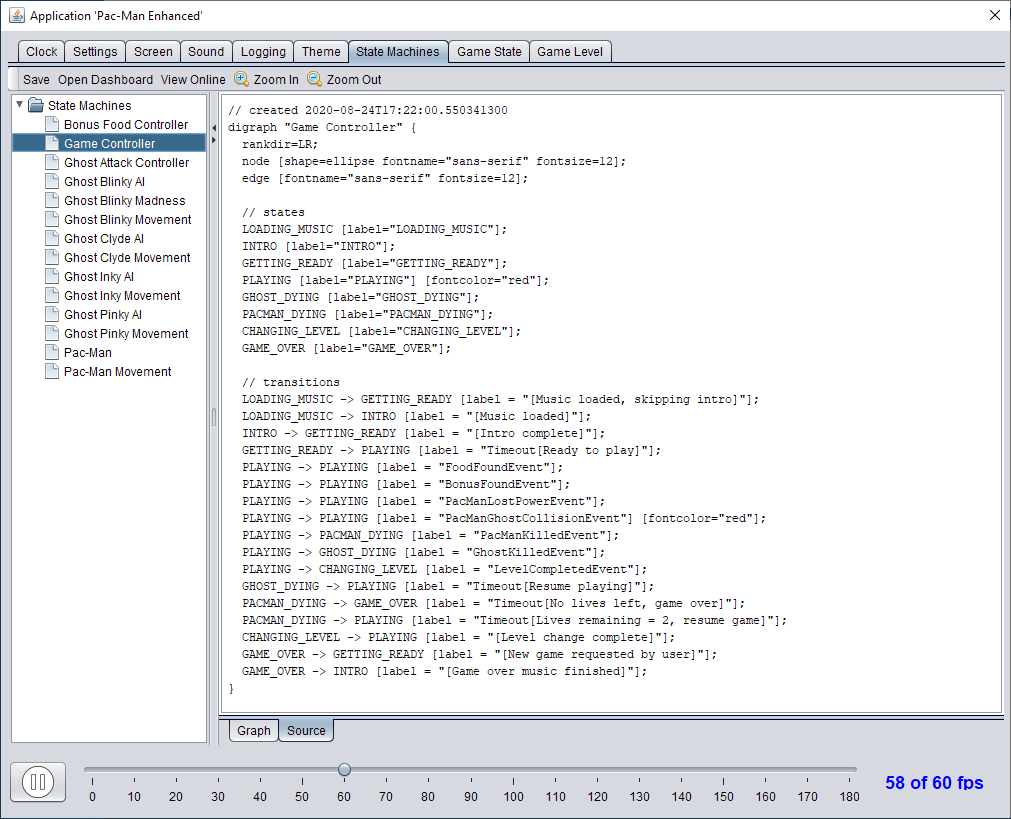 Application 'Pac-Man Enhanced'
Clock Settings Screen Sound Logging Theme State Machines Game State Game Level
Save Open Dashboard View Online Zoom In Zoom Out
State Machines
Bonus Food Controller
Game Controller
Ghost Attack Controller
Ghost Blinky AI
Ghost Blinky Madness
Ghost Blinky Movement
Ghost Clyde AI
Ghost Clyde Movement
Ghost Inky AI
Ghost Inky Movement
Ghost Pinky AI
Ghost Pinky Movement
Pac-Man
Pac-Man Movement
// created 2020-08-24T17:22:00.550341300
digraph "Game Controller" {
rankdir=LR;
node [shape=ellipse fontname="sans-serif" fontsize=12];
edge [fontname="sans-serif" fontsize=12];
// states
LOADING_MUSIC [label="LOADING_MUSIC"];
INTRO [label="INTRO"];
GETTING_READY [label="GETTING_READY"];
PLAYING [label="PLAYING"] [fontcolor="red"];
GHOST_DYING [label="GHOST_DYING"];
PACMAN_DYING [label="PACMAN_DYING"];
CHANGING_LEVEL [label="CHANGING_LEVEL"];
GAME_OVER [label="GAME_OVER"];
// transitions
LOADING_MUSIC -> GETTING_READY [label = "[Music loaded, skipping intro]"];
LOADING_MUSIC -> INTRO [label = "[Music loaded]"];
INTRO -> GETTING_READY [label = "[Intro complete]"];
GETTING_READY -> PLAYING [label = "Timeout[Ready to play]"];
PLAYING -> PLAYING [label = "FoodFoundEvent"];
PLAYING -> PLAYING [label = "BonusFoundEvent"];
PLAYING -> PLAYING [label = "PacManLostPowerEvent"];
PLAYING -> PLAYING [label = "PacManGhostCollisionEvent"] [fontcolor="red"];
PLAYING -> PACMAN_DYING [label = "PacManKilledEvent"];
PLAYING -> GHOST_DYING [label = "GhostKilledEvent"];
PLAYING -> CHANGING_LEVEL [label = "LevelCompletedEvent"];
GHOST_DYING -> PLAYING [label = "Timeout[Resume playing]"];
PACMAN_DYING -> GAME_OVER [label = "Timeout[No lives left, game over]"];
PACMAN_DYING -> PLAYING [label = "Timeout[Lives remaining = 2, resume game]"];
CHANGING_LEVEL -> PLAYING [label = "[Level change complete]"];
GAME_OVER -> GETTING_READY [label = "[New game requested by user]"];
GAME_OVER -> INTRO [label = "[Game over music finished]"];
}
Graph Source
0 10 20 30 40 50 60 70 80 90 100 110 120 130 140 150 160 170 180
58 of 60 fps